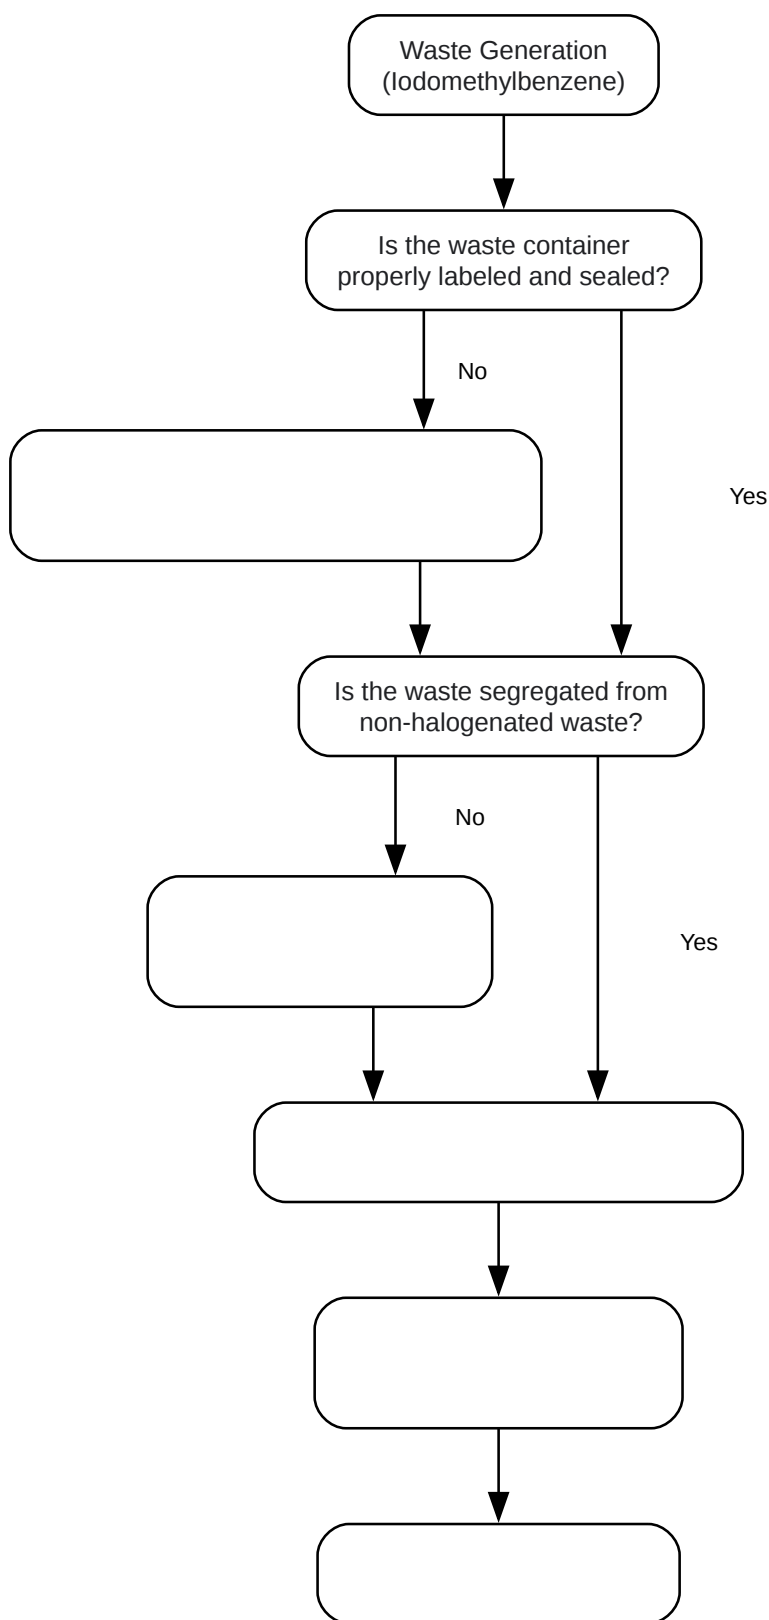 Waste Generation
(Iodomethylbenzene)
Is the waste container
properly labeled and sealed?
No
Yes
Is the waste segregated from
non-halogenated waste?
No
Yes